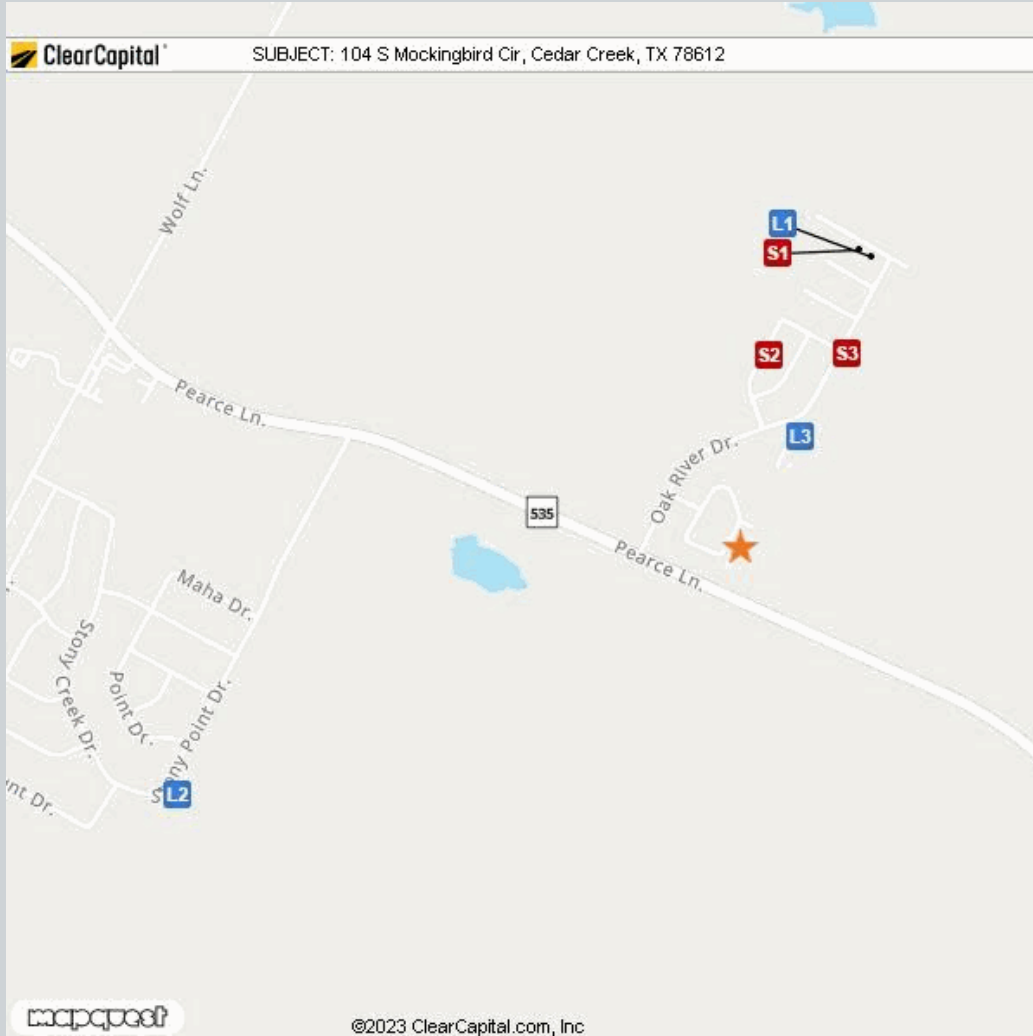 ClearCapital
SUBJECT: 104 S Mockingbird Cir, Cedar Creek, TX 78612
Wolf Ln.
L1
S1
S2
S3
Pearce Ln.
L3
Oak River Dr.
535
Pearce Ln.
Maha Dr.
Stony Creek Dr.
Point Dr.
Stony Point Dr.
L2
mapquest
©2023 ClearCapital.com, Inc